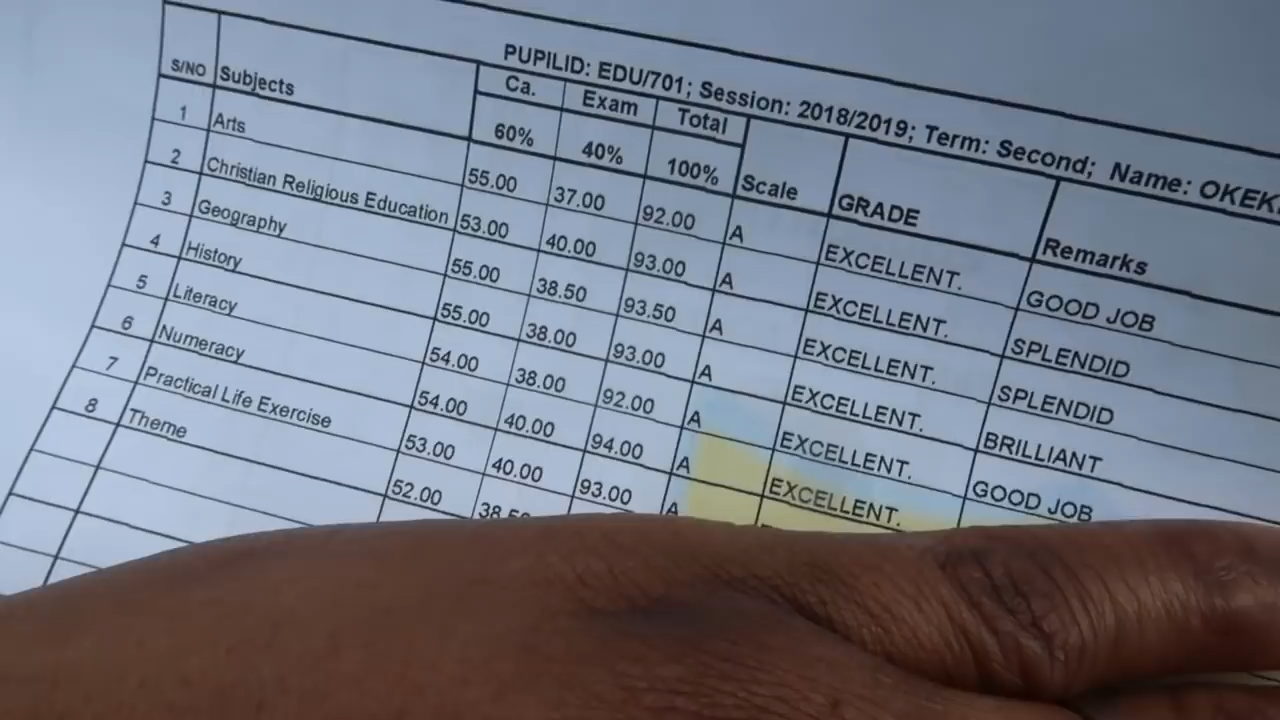 PUPILID: EDU/701; Session: 2018/2019; Term: Second; Name:
S/NO Subjects Ca. 60% Exam 40% Total 100% Scale GRADE Remarks
1 Arts 55.00 37.00 92.00 A EXCELLENT. GOOD JOB
2 Christian Religious Education 53.00 40.00 93.00 A EXCELLENT. SPLENDID
3 Geography 55.00 38.50 93.50 A EXCELLENT. SPLENDID
4 History 55.00 38.00 93.00 A EXCELLENT. BRILLIANT
5 Literacy 54.00 38.00 92.00 A EXCELLENT. GOOD JOB
6 Numeracy 54.00 40.00 94.00 A EXCELLENT.
7 Practical Life Exercise 53.00 40.00 93.00 A
8 Theme 52.00